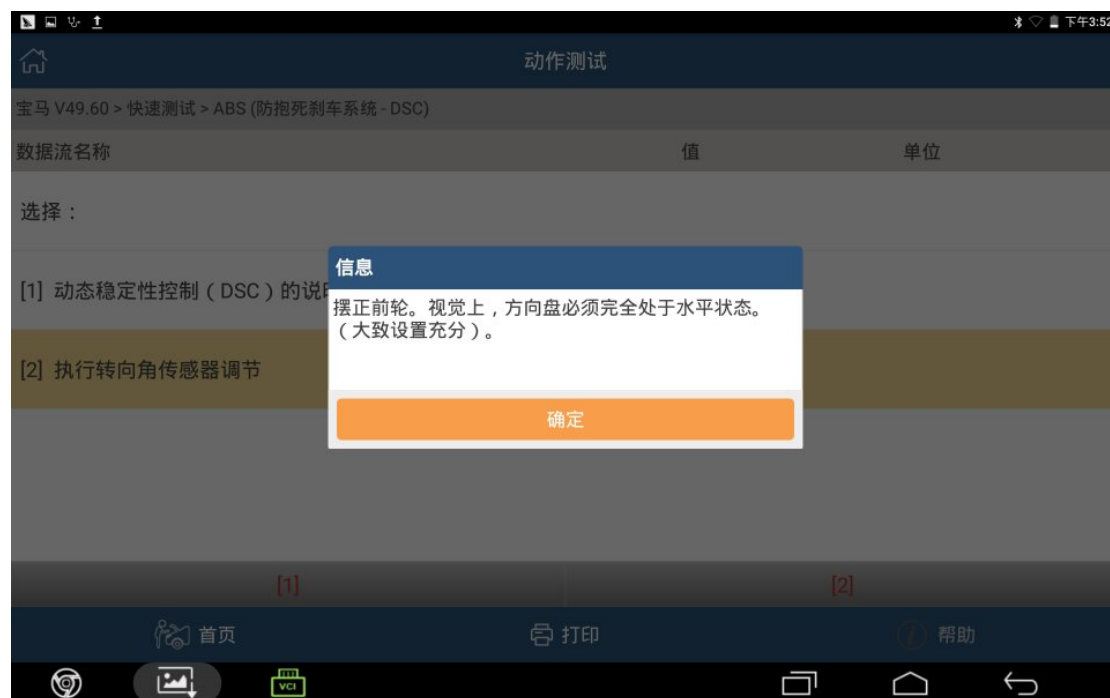 下午3:52
动作测试
宝马 V49.60 > 快速测试 > ABS (防抱死刹车系统 - DSC)
数据流名称 值 单位
选择：
[1] 动态稳定性控制（DSC）的说
信息
摆正前轮。视觉上，方向盘必须完全处于水平状态。
（大致设置充分）。
[2] 执行转向角传感器调节
确定
[1] [2]
首页 打印 帮助
VCI